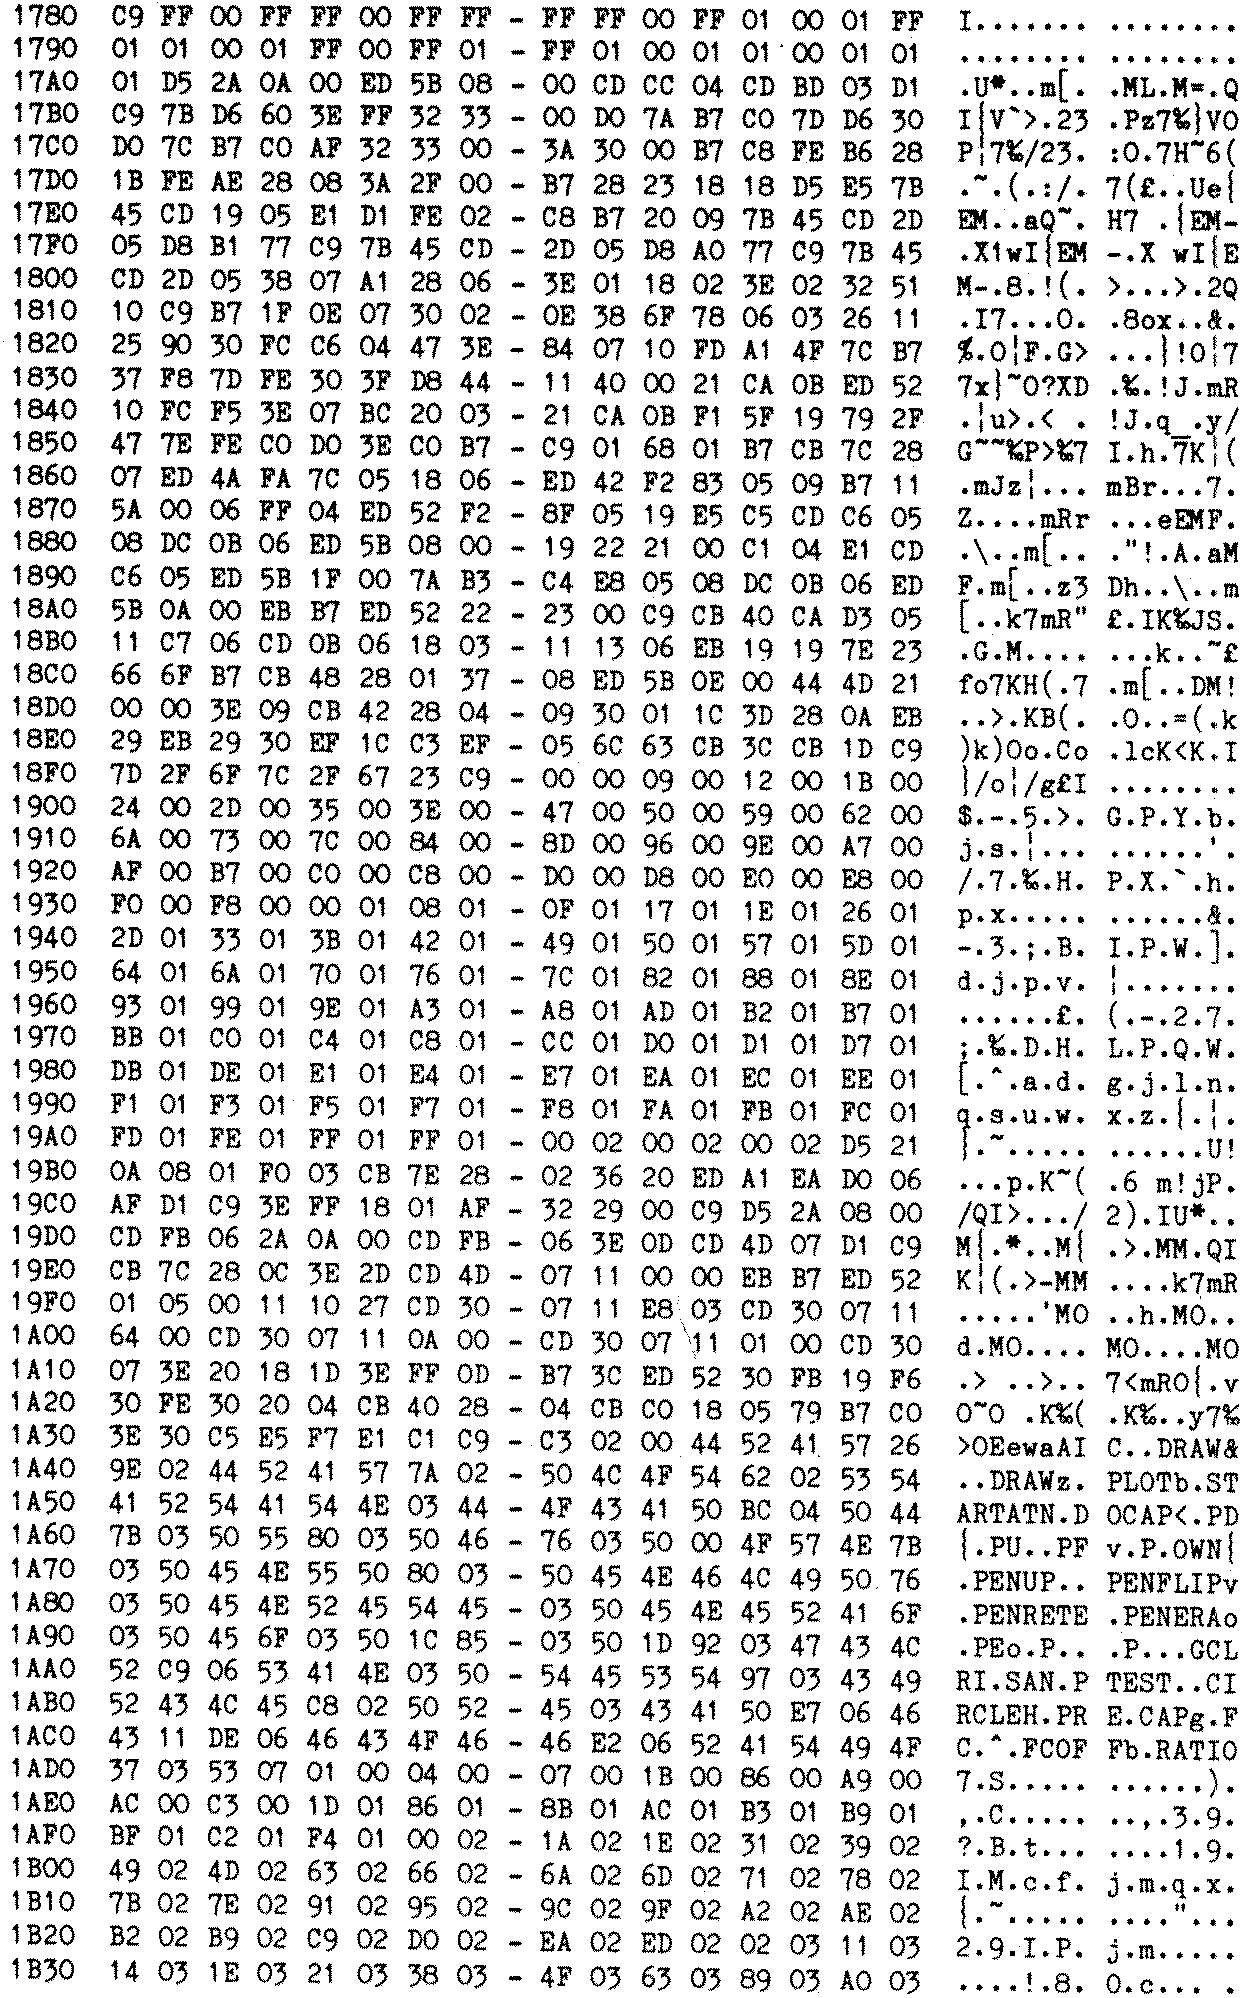 1780 C9 FF 00 FF FF 00 FF FF - FF FF 00 FF 01 00 01 FF I....... ........
1790 01 01 00 01 FF 00 FF 01 - FF 01 00 01 01 00 01 01 ........ ........
17A0 01 D5 2A 0A 00 ED 5B 08 - 00 CD CC 04 CD BD 03 D1 .U*..m[. .ML.M=.Q
17B0 C9 7B D6 60 3E FF 32 33 - 00 D0 7A B7 C0 7D D6 30 I{V`>.23 .Pz7%}V0
17C0 D0 7C B7 C0 AF 32 33 00 - 3A 30 00 B7 C8 FE B6 28 P¦7%/23. :0.7H~6(
17D0 1B FE AE 28 08 3A 2F 00 - B7 28 23 18 18 D5 E5 7B .~.(.:/. 7(£..Ue{
17E0 45 CD 19 05 E1 D1 FE 02 - C8 B7 20 09 7B 45 CD 2D EM..aQ~. H7 .{EM-
17F0 05 D8 B1 77 C9 7B 45 CD - 2D 05 D8 A0 77 C9 7B 45 .X1wI{EM -.X wI{E
1800 CD 2D 05 38 07 A1 28 06 - 3E 01 18 02 3E 02 32 51 M-.8.!(. >...>.2Q
1810 10 C9 B7 1F 0E 07 30 02 - 0E 38 6F 78 06 03 26 11 .I7...0. .8ox..&.
1820 25 90 30 FC C6 04 47 3E - 84 07 10 FD A1 4F 7C B7 %.0¦F.G> ...}!O¦7
1830 37 F8 7D FE 30 3F D8 44 - 11 40 00 21 CA 0B ED 52 7x}~0?XD .%.!J.mR
1840 10 FC F5 3E 07 BC 20 03 - 21 CA 0B F1 5F 19 79 2F .¦u>.< . !J.q_.y/
1850 47 7E FE C0 D0 3E C0 B7 - C9 01 68 01 B7 CB 7C 28 G~~%P>%7 I.h.7K¦(
1860 07 ED 4A FA 7C 05 18 06 - ED 42 F2 83 05 09 B7 11 .mJz¦... mBr...7.
1870 5A 00 06 FF 04 ED 52 F2 - 8F 05 19 E5 C5 CD C6 05 Z....mRr ...eEMF.
1880 08 DC 0B 06 ED 5B 08 00 - 19 22 21 00 C1 04 E1 CD .\..m[.. ."!.A.aM
1890 C6 05 ED 5B 1F 00 7A B3 - C4 E8 05 08 DC 0B 06 ED F.m[..z3 Dh..\..m
18A0 5B 0A 00 EB B7 ED 52 22 - 23 00 C9 CB 40 CA D3 05 [..k7mR" £.IK%JS.
18B0 11 C7 06 CD 0B 06 18 03 - 11 13 06 EB 19 19 7E 23 .G.M.... ...k..~£
18C0 66 6F B7 CB 48 28 01 37 - 08 ED 5B 0E 00 44 4D 21 fo7KH(.7 .m[..DM!
18D0 00 00 3E 09 CB 42 28 04 - 09 30 01 1C 3D 28 0A EB ..>.KB(. .0..=(.k
18E0 29 EB 29 30 EF 1C C3 EF - 05 6C 63 CB 3C CB 1D C9 )k)0o.Co .lcK<K.I
18F0 7D 2F 6F 7C 2F 67 23 C9 - 00 00 09 00 12 00 1B 00 }/o¦/g£I ........
1900 24 00 2D 00 35 00 3E 00 - 47 00 50 00 59 00 62 00 $.-.5.>. G.P.Y.b.
1910 6A 00 73 00 7C 00 84 00 - 8D 00 96 00 9E 00 A7 00 j.s.¦... ......'.
1920 AF 00 B7 00 C0 00 C8 00 - D0 00 D8 00 E0 00 E8 00 /.7.%.H. P.X.`.h.
1930 F0 00 F8 00 00 01 08 01 - 0F 01 17 01 1E 01 26 01 p.x..... ......&.
1940 2D 01 33 01 3B 01 42 01 - 49 01 50 01 57 01 5D 01 -.3.;.B. I.P.W.].
1950 64 01 6A 01 70 01 76 01 - 7C 01 82 01 88 01 8E 01 d.j.p.v. ¦.......
1960 93 01 99 01 9E 01 A3 01 - A8 01 AD 01 B2 01 B7 01 ......£. (.-.2.7.
1970 BB 01 C0 01 C4 01 C8 01 - CC 01 D0 01 D1 01 D7 01 ;.%.D.H. L.P.Q.W.
1980 DB 01 DE 01 E1 01 E4 01 - E7 01 EA 01 EC 01 EE 01 [.^.a.d. g.j.l.n.
1990 F1 01 F3 01 F5 01 F7 01 - F8 01 FA 01 FB 01 FC 01 q.s.u.w. x.z.{.¦.
19A0 FD 01 FE 01 FF 01 FF 01 - 00 02 00 02 00 02 D5 21 }.~..... ......U!
19B0 0A 08 01 F0 03 CB 7E 28 - 02 36 20 ED A1 EA D0 06 ...p.K~( .6 m!jP.
19C0 AF D1 C9 3E FF 18 01 AF - 32 29 00 C9 D5 2A 08 00 /QI>.../ 2).IU*..
19D0 CD FB 06 2A 0A 00 CD FB - 06 3E 0D CD 4D 07 D1 C9 M{.*..M{ .>.MM.QI
19E0 CB 7C 28 0C 3E 2D CD 4D - 07 11 00 00 EB B7 ED 52 K¦(.>-MM ....k7mR
19F0 01 05 00 11 10 27 CD 30 - 07 11 E8 03 CD 30 07 11 .....'M0 ..h.M0..
1A00 64 00 CD 30 07 11 0A 00 - CD 30 07 11 01 00 CD 30 d.M0.... M0....M0
1A10 07 3E 20 18 1D 3E FF 0D - B7 3C ED 52 30 FB 19 F6 .> ..>.. 7<mR0{.v
1A20 30 FE 30 20 04 CB 40 28 - 04 CB C0 18 05 79 B7 C0 0~0 .K%( .K%..y7%
1A30 3E 30 C5 E5 F7 E1 C1 C9 - C3 02 00 44 52 41 57 26 >0EewaAI C..DRAW&
1A40 9E 02 44 52 41 57 7A 02 - 50 4C 4F 54 62 02 53 54 ..DRAWz. PLOTb.ST
1A50 41 52 54 41 54 4E 03 44 - 4F 43 41 50 BC 04 50 44 ARTATN.D OCAP<.PD
1A60 7B 03 50 55 80 03 50 46 - 76 03 50 00 4F 57 4E 7B {.PU..PF v.P.OWN{
1A70 03 50 45 4E 55 50 80 03 - 50 45 4E 46 4C 49 50 76 .PENUP.. PENFLIPv
1A80 03 50 45 4E 52 45 54 45 - 03 50 45 4E 45 52 41 6F .PENRETE .PENERAo
1A90 03 50 45 6F 03 50 1C 85 - 03 50 1D 92 03 47 43 4C .PEo.P.. .P...GCL
1AA0 52 C9 06 53 41 4E 03 50 - 54 45 53 54 97 03 43 49 RI.SAN.P TEST..CI
1AB0 52 43 4C 45 C8 02 50 52 - 45 03 43 41 50 E7 06 46 RCLEH.PR E.CAPg.F
1AC0 43 11 DE 06 46 43 4F 46 - 46 E2 06 52 41 54 49 4F C.^.FCOF Fb.RATIO
1AD0 37 03 53 07 01 00 04 00 - 07 00 1B 00 86 00 A9 00 7.S..... ......).
1AE0 AC 00 C3 00 1D 01 86 01 - 8B 01 AC 01 B3 01 B9 01 ,.C..... ..,.3.9.
1AF0 BF 01 C2 01 F4 01 00 02 - 1A 02 1E 02 31 02 39 02 ?.B.t... ....1.9.
1B00 49 02 4D 02 63 02 66 02 - 6A 02 6D 02 71 02 78 02 I.M.c.f. j.m.q.x.
1B10 7B 02 7E 02 91 02 95 02 - 9C 02 9F 02 A2 02 AE 02 {.~..... ...."...
1B20 B2 02 B9 02 C9 02 D0 02 - EA 02 ED 02 02 03 11 03 2.9.I.P. j.m.....
1B30 14 03 1E 03 21 03 38 03 - 4F 03 63 03 89 03 A0 03 ....!.8. O.c... .